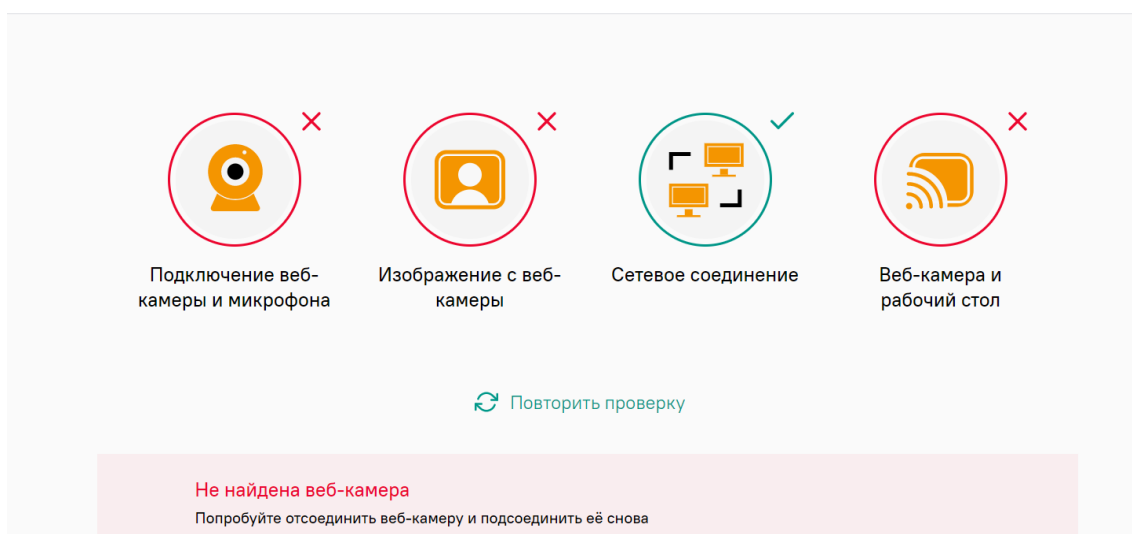 Подключение веб-
камеры и микрофона
Изображение с веб-
камеры
Сетевое соединение
Веб-камера и
рабочий стол
Повторить проверку
Не найдена веб-камера
Попробуйте отсоединить веб-камеру и подсоединить её снова